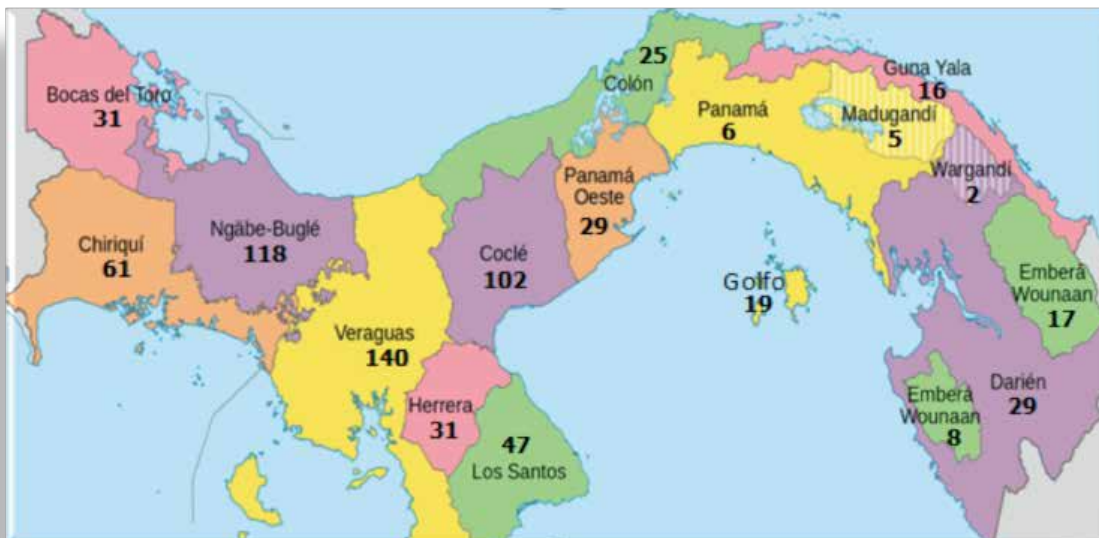 Bocas del Toro
31
Chiriquí
61
Ngäbe-Buglé
118
Veraguas
140
Herrera
31
47
Los Santos
Coclé
102
25
Colón
Panamá
Oeste
29
Panamá
6
Golfo
19
Guna Yala
16
Madugandí
5
Wargandí
2
Emberá
Wounaan
17
Darién
29
Emberá
Wounaan
8